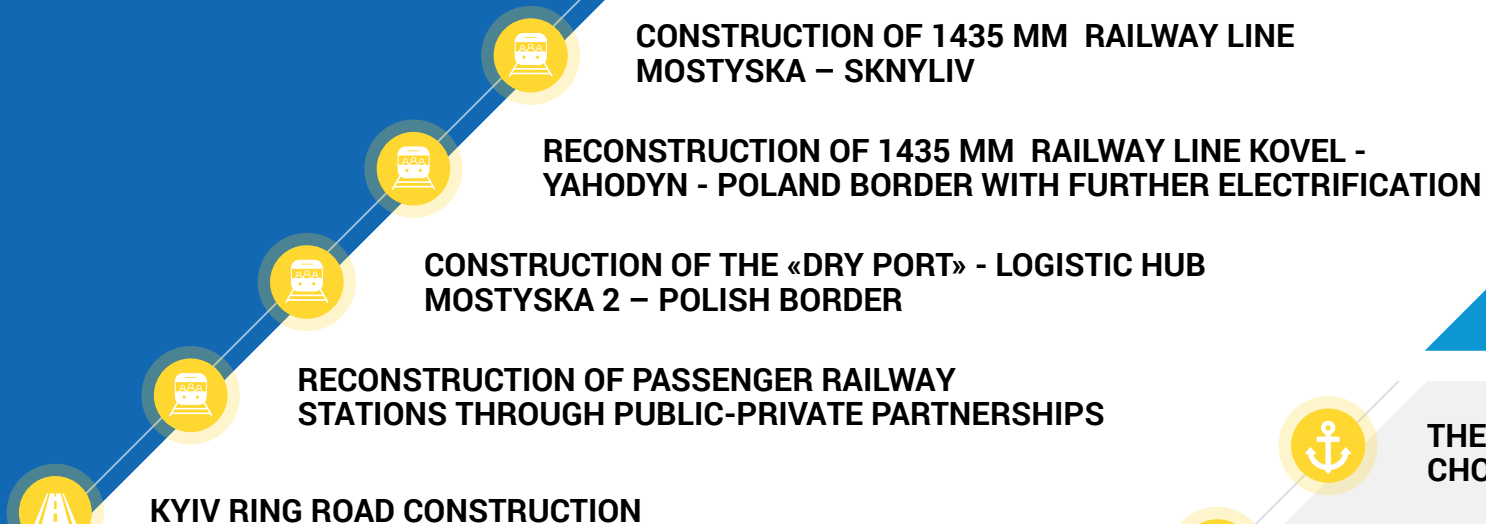 CONSTRUCTION OF 1435 MM RAILWAY LINE
MOSTYSKA – SKNYLIV
RECONSTRUCTION OF 1435 MM RAILWAY LINE KOVEL -
YAHODYN - POLAND BORDER WITH FURTHER ELECTRIFICATION
CONSTRUCTION OF THE «DRY PORT» - LOGISTIC HUB
MOSTYSKA 2 – POLISH BORDER
RECONSTRUCTION OF PASSENGER RAILWAY
STATIONS THROUGH PUBLIC-PRIVATE PARTNERSHIPS
KYIV RING ROAD CONSTRUCTION
THE